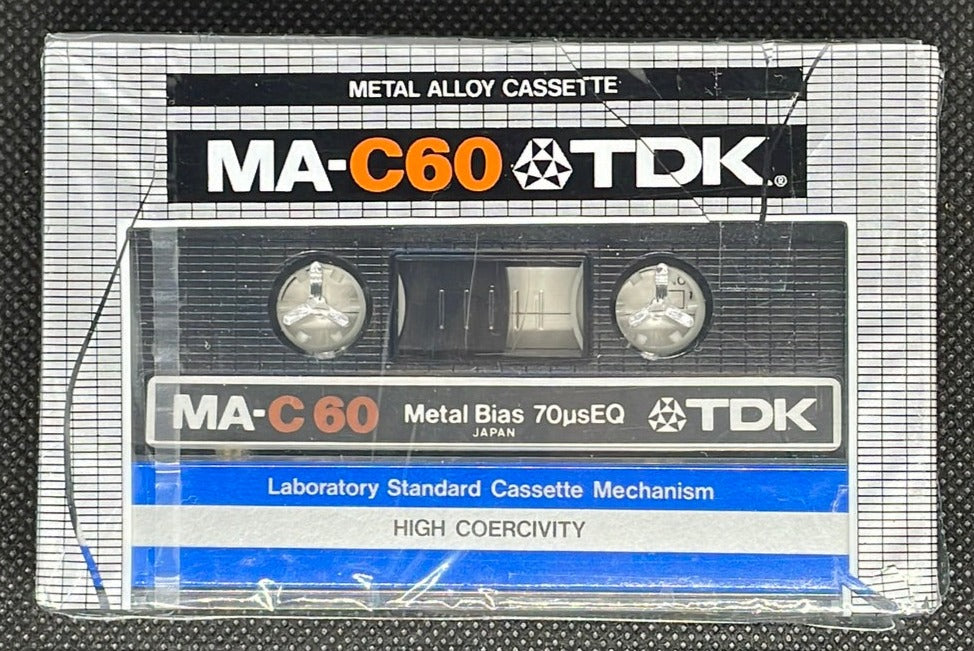 METAL ALLOY CASSETTE
MA-C60 TDK®
MA-C 60 Metal Bias 70µsEQ TDK
JAPAN
Laboratory Standard Cassette Mechanism
HIGH COERCIVITY